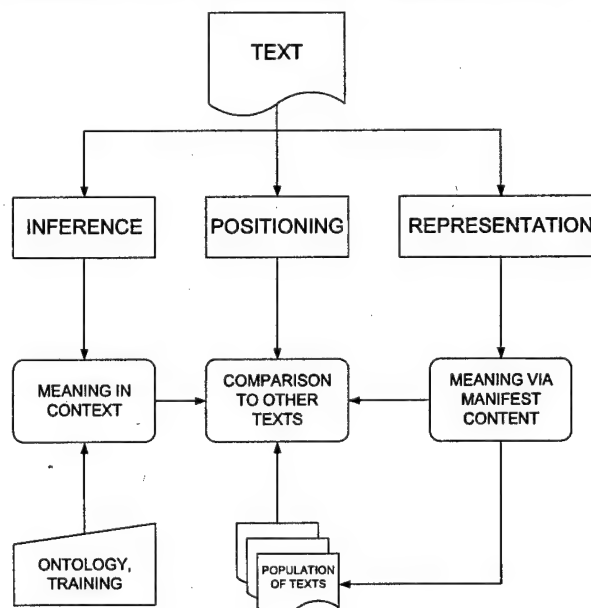 TEXT
INFERENCE
POSITIONING
REPRESENTATION
MEANING IN
CONTEXT
COMPARISON
TO OTHER
TEXTS
MEANING VIA
MANIFEST
CONTENT
ONTOLOGY,
TRAINING
POPULATION
OF TEXTS